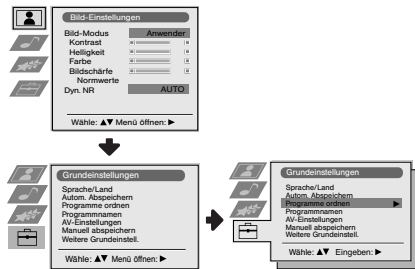 Bild-Einstellungen
Bild-Modus Anwender
Kontrast
Helligkeit
Farbe
Bildschärfe
Normwerte
Dyn. NR AUTO
Wähle: ▲▼ Menü öffnen: ▶
Grundeinstellungen
Sprache/Land
Autom. Abspeichern
Programme ordnen
Programmnamen
AV-Einstellungen
Manuell abspeichern
Weitere Grundeinstell.
Wähle: ▲▼ Menü öffnen: ▶
Grundeinstellungen
Sprache/Land
Autom. Abspeichern
Programme ordnen ▶
Programmnamen
AV-Einstellungen
Manuell abspeichern
Weitere Grundeinstell.
Wähle: ▲▼ Eingeben: ▶